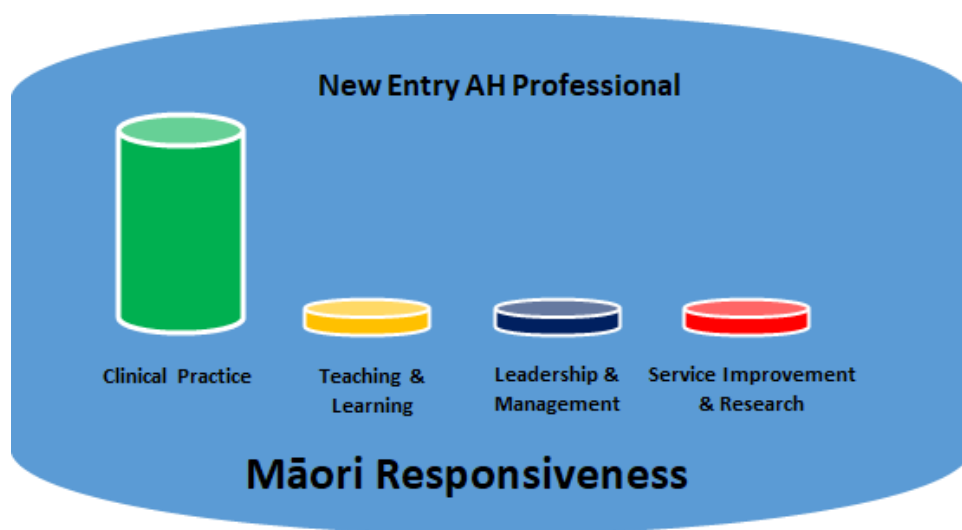 New Entry AH Professional
Clinical Practice
Teaching &
Learning
Leadership &
Management
Service Improvement
& Research
Māori Responsiveness